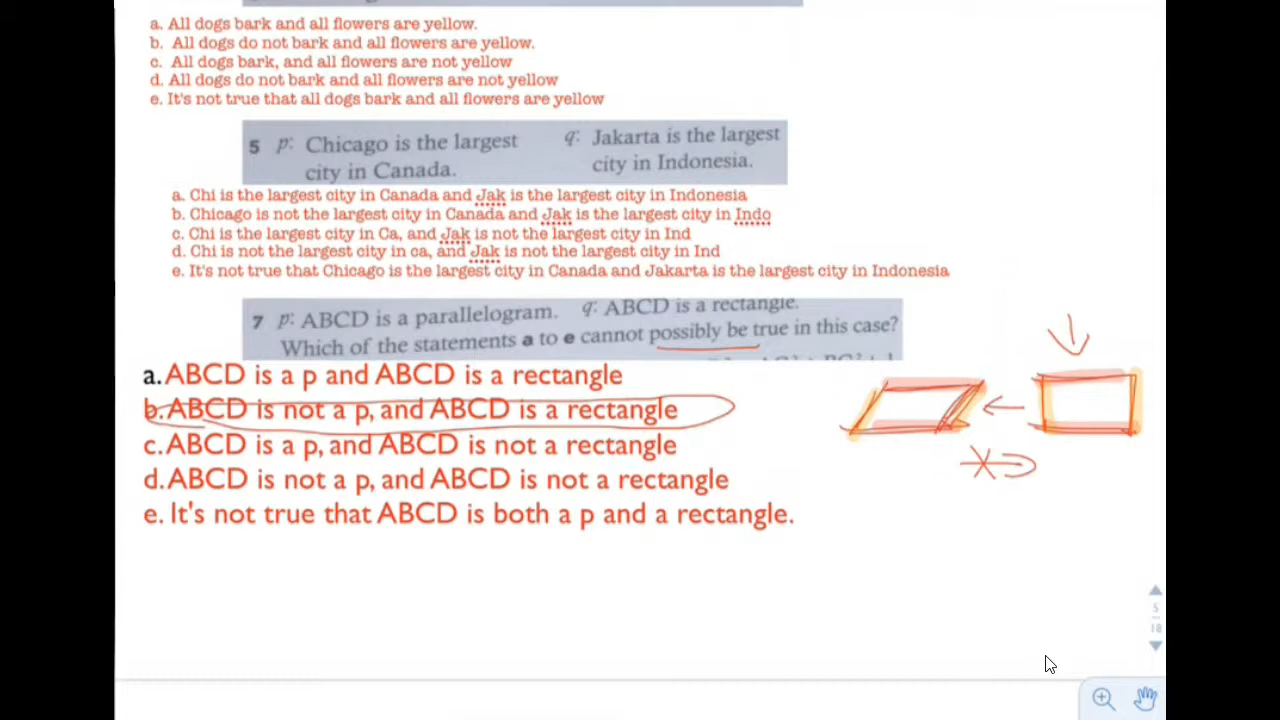 a. All dogs bark and all flowers are yellow.
b. All dogs do not bark and all flowers are yellow.
c. All dogs bark, and all flowers are not yellow
d. All dogs do not bark and all flowers are not yellow
e. It's not true that all dogs bark and all flowers are yellow
5 p: Chicago is the largest q: Jakarta is the largest
city in Canada. city in Indonesia.
a. Chi is the largest city in Canada and Jak is the largest city in Indonesia
b. Chicago is not the largest city in Canada and Jak is the largest city in Indo
c. Chi is the largest city in Ca, and Jak is not the largest city in Ind
d. Chi is not the largest city in ca, and Jak is not the largest city in Ind
e. It's not true that Chicago is the largest city in Canada and Jakarta is the largest city in Indonesia
7 p: ABCD is a parallelogram. q: ABCD is a rectangle.
Which of the statements a to e cannot possibly be true in this case?
a. ABCD is a p and ABCD is a rectangle
b. ABCD is not a p, and ABCD is a rectangle
c. ABCD is a p, and ABCD is not a rectangle
d. ABCD is not a p, and ABCD is not a rectangle
e. It's not true that ABCD is both a p and a rectangle.
5
18